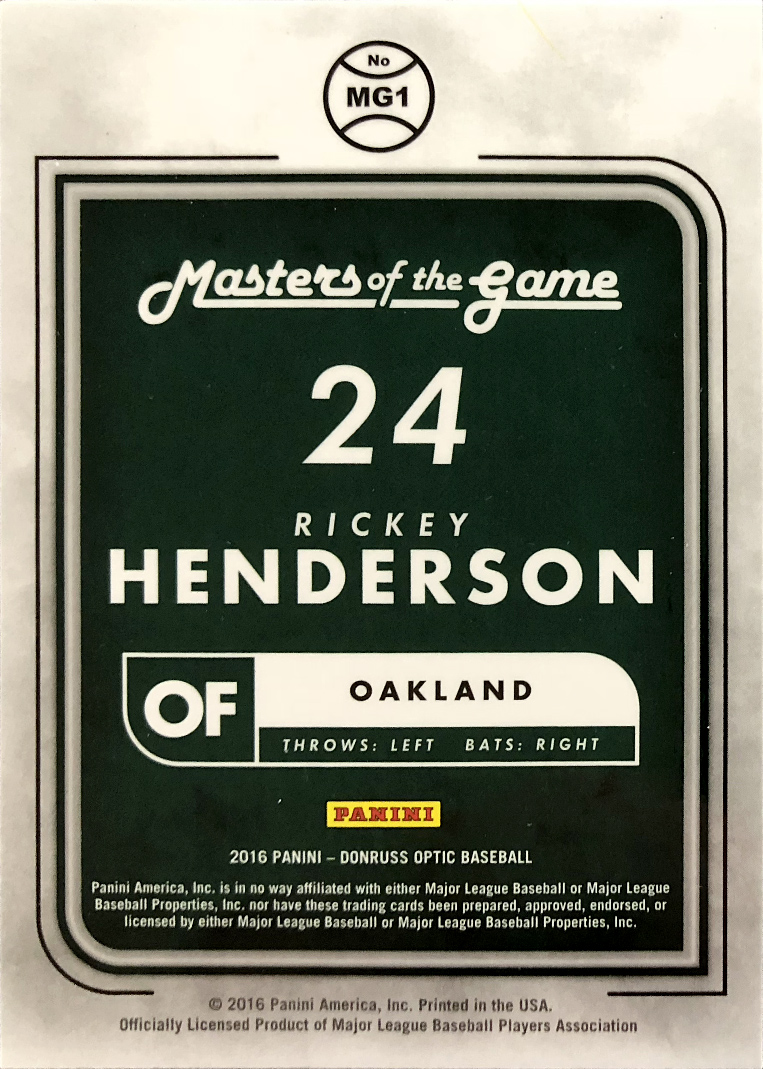 No
MG1
Masters of the Game
24
RICKEY
HENDERSON
OF
OAKLAND
THROWS: LEFT BATS: RIGHT
PANINI
2016 PANINI – DONRUSS OPTIC BASEBALL
Panini America, Inc. is in no way affiliated with either Major League Baseball or Major League
Baseball Properties, Inc. nor have these trading cards been prepared, approved, endorsed, or
licensed by either Major League Baseball or Major League Baseball Properties, Inc.
© 2016 Panini America, Inc. Printed in the USA.
Officially Licensed Product of Major League Baseball Players Association